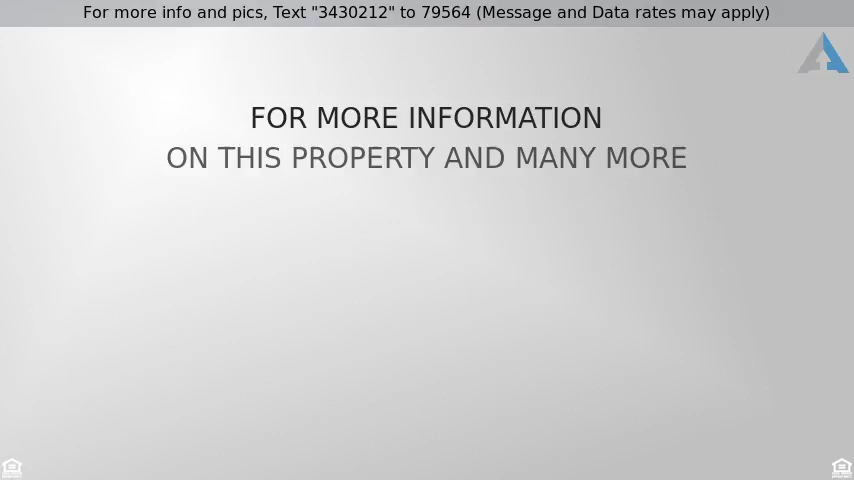 For more info and pics, Text "3430212" to 79564 (Message and Data rates may apply)
FOR MORE INFORMATION
ON THIS PROPERTY AND MANY MORE